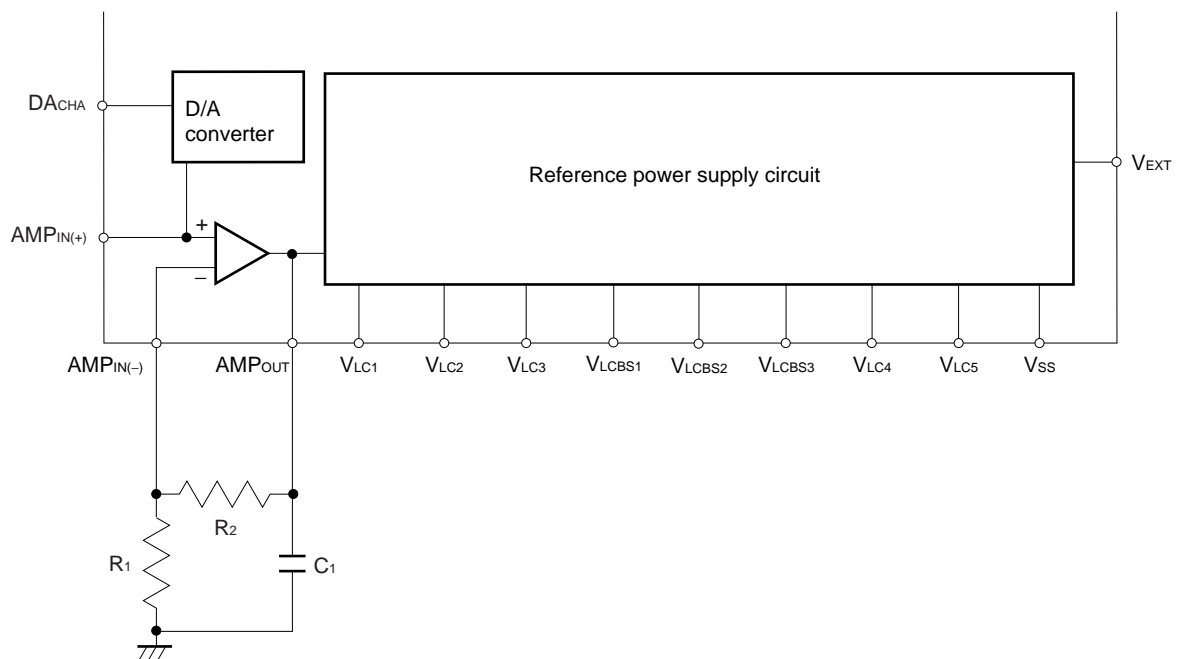 DACHA
D/A
converter
Reference power supply circuit
VEXT
AMPIN(+)
+
−
AMPIN(−)
AMPOUT
VLC1
VLC2
VLC3
VLCBS1
VLCBS2
VLCBS3
VLC4
VLC5
VSS
R2
R1
C1